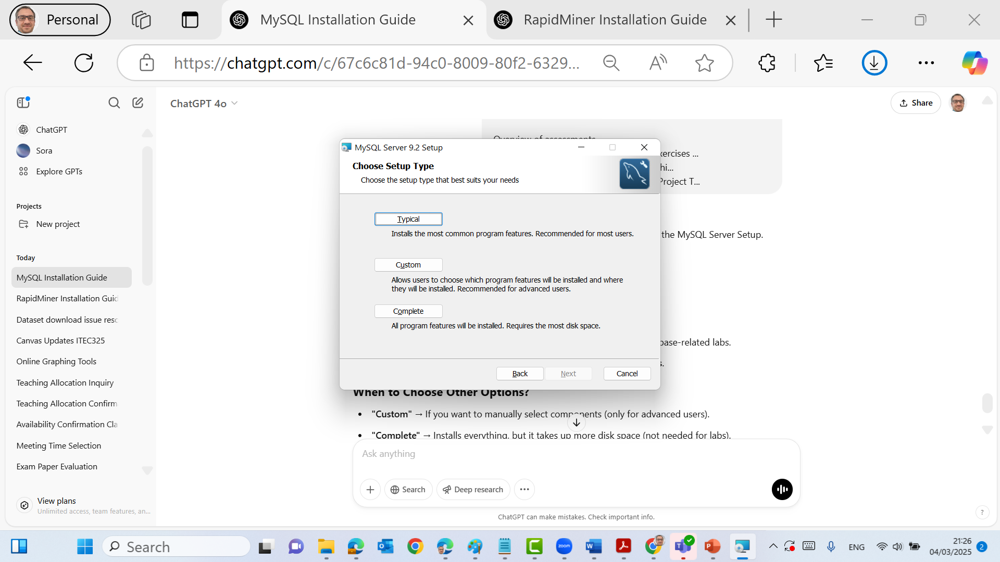 Personal
MySQL Installation Guide
RapidMiner Installation Guide
https://chatgpt.com/c/67c6c81d-94c0-8009-80f2-6329...
ChatGPT
Sora
Explore GPTs
Projects
New project
Today
MySQL Installation Guide
RapidMiner Installation Guid
Dataset download issue reso
Canvas Updates ITEC325
Online Graphing Tools
Teaching Allocation Inquiry
Teaching Allocation Confirm
Availability Confirmation Cla
Meeting Time Selection
Exam Paper Evaluation
View plans
Unlimited access, team features, an...
ChatGPT 4o
Share
Overview of assessments
xercises ...
hi...
Project T...
the MySQL Server Setup.
base-related labs.
s.
MySQL Server 9.2 Setup
Choose Setup Type
Choose the setup type that best suits your needs
Typical
Installs the most common program features. Recommended for most users.
Custom
Allows users to choose which program features will be installed and where
they will be installed. Recommended for advanced users.
Complete
All program features will be installed. Requires the most disk space.
Back
Next
Cancel
When to Choose Other Options?
• "Custom" → If you want to manually select components (only for advanced users).
• "Complete" → Installs everything, but it takes up more disk space (not needed for labs).
Ask anything
Search
Deep research
ChatGPT can make mistakes. Check important info.
?
Search
zoom
ENG
21:26
04/03/2025
2